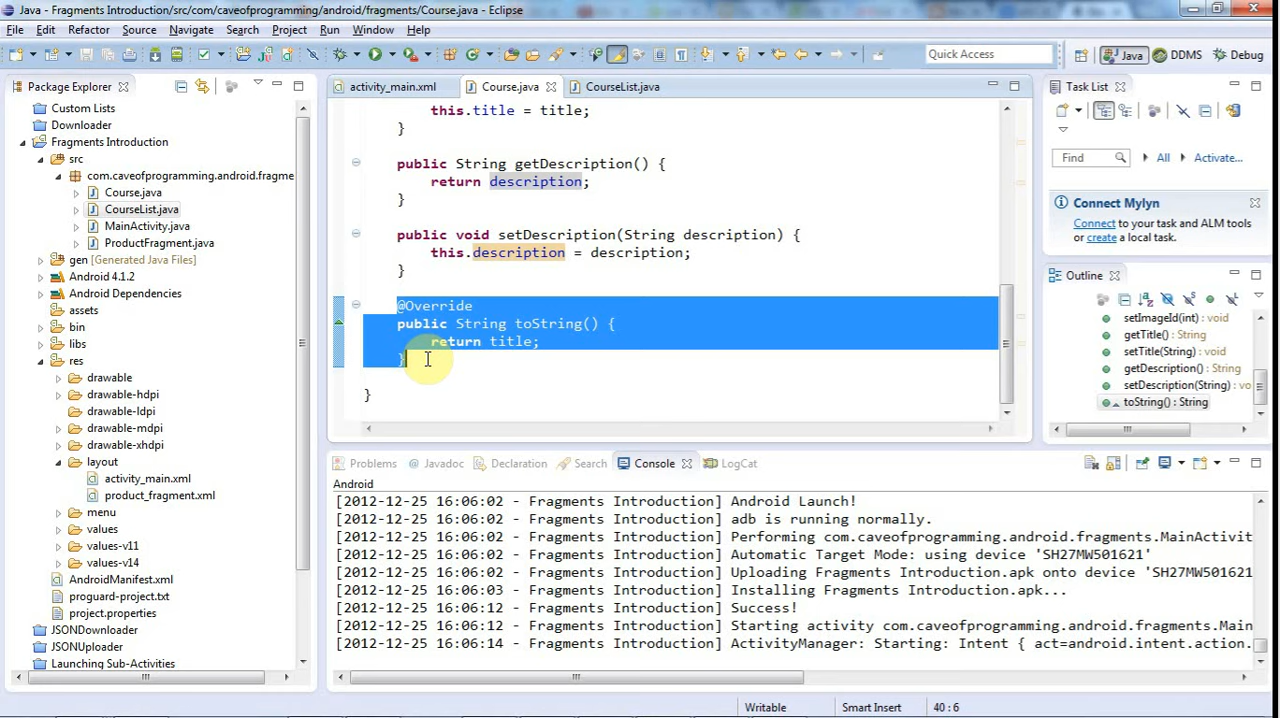 Java - Fragments Introduction/src/com/caveofprogramming/android/fragments/Course.java - Eclipse
File Edit Refactor Source Navigate Search Project Run Window Help
Quick Access
Java DDMS Debug
Package Explorer
Custom Lists
Downloader
Fragments Introduction
src
com.caveofprogramming.android.fragme
Course.java
CourseList.java
MainActivity.java
ProductFragment.java
gen [Generated Java Files]
Android 4.1.2
Android Dependencies
assets
bin
libs
res
drawable
drawable-hdpi
drawable-ldpi
drawable-mdpi
drawable-xhdpi
layout
activity_main.xml
product_fragment.xml
menu
values
values-v11
values-v14
AndroidManifest.xml
proguard-project.txt
project.properties
JSONDownloader
JSONUploader
Launching Sub-Activities
activity_main.xml Course.java CourseList.java
this.title = title;
}
public String getDescription() {
return description;
}
public void setDescription(String description) {
this.description = description;
}
@Override
public String toString() {
return title;
}
}
Task List
Find All Activate...
Connect Mylyn
Connect to your task and ALM tools
or create a local task.
Outline
setImageId(int) : void
getTitle() : String
setTitle(String) : void
getDescription() : String
setDescription(String) : vo
toString() : String
Problems Javadoc Declaration Search Console LogCat
Android
[2012-12-25 16:06:02 - Fragments Introduction] Android Launch!
[2012-12-25 16:06:02 - Fragments Introduction] adb is running normally.
[2012-12-25 16:06:02 - Fragments Introduction] Performing com.caveofprogramming.android.fragments.MainActivit
[2012-12-25 16:06:02 - Fragments Introduction] Automatic Target Mode: using device 'SH27MW501621'
[2012-12-25 16:06:02 - Fragments Introduction] Uploading Fragments Introduction.apk onto device 'SH27MW501621
[2012-12-25 16:06:03 - Fragments Introduction] Installing Fragments Introduction.apk...
[2012-12-25 16:06:12 - Fragments Introduction] Success!
[2012-12-25 16:06:12 - Fragments Introduction] Starting activity com.caveofprogramming.android.fragments.Main
[2012-12-25 16:06:14 - Fragments Introduction] ActivityManager: Starting: Intent { act=android.intent.action.
Writable Smart Insert 40 : 6